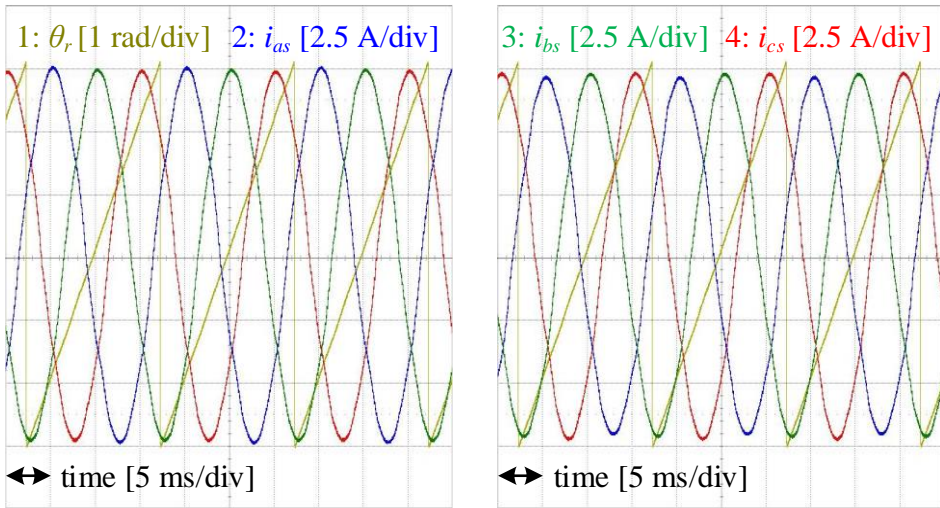 1: θr [1 rad/div] 2: ias [2.5 A/div]
3: ibs [2.5 A/div] 4: ics [2.5 A/div]
time [5 ms/div]
time [5 ms/div]